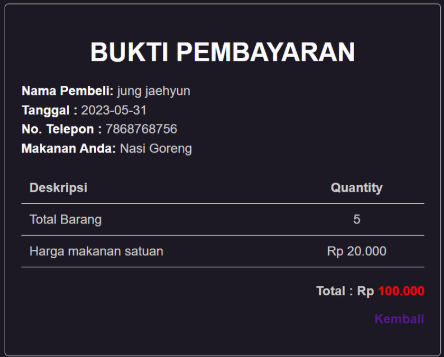 BUKTI PEMBAYARAN
Nama Pembeli: jung jaehyun
Tanggal : 2023-05-31
No. Telepon : 7868768756
Makanan Anda: Nasi Goreng
Deskripsi Quantity
Total Barang 5
Harga makanan satuan Rp 20.000
Total : Rp 100.000
Kembali